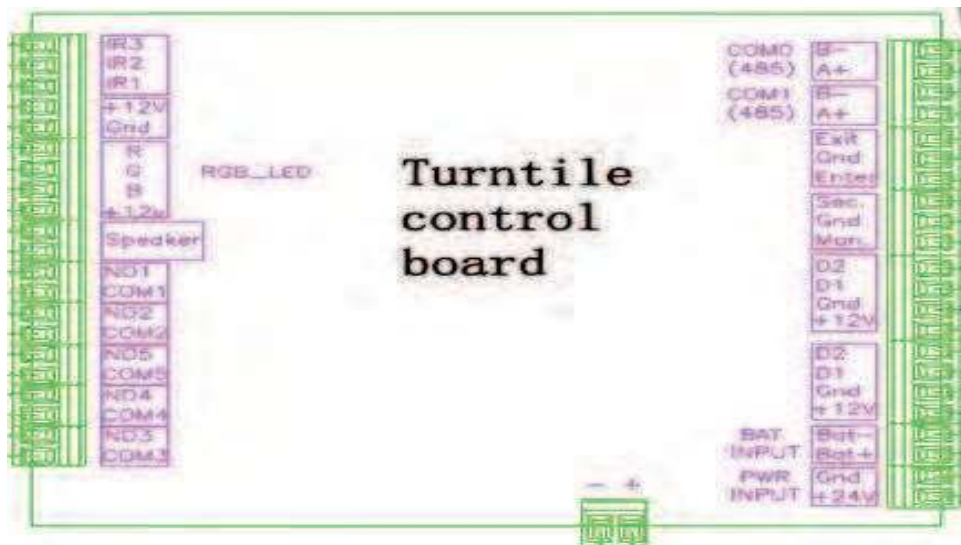 IR3
IR2
IR1
+12V
Gnd
R
G
B
+12v
RGB_LED
Speaker
NO1
COM1
NO2
COM2
NO5
COM5
NO4
COM4
NO3
COM3
Turntile
control
board
- +
COM0 B-
(485) A+
COM1 B-
(485) A+
Exit
Gnd
Enter
Sec.
Gnd
Man.
D2
D1
Gnd
+12V
D2
D1
Gnd
+12V
BAT. Bat-
INPUT Bat+
PWR Gnd
INPUT +24V